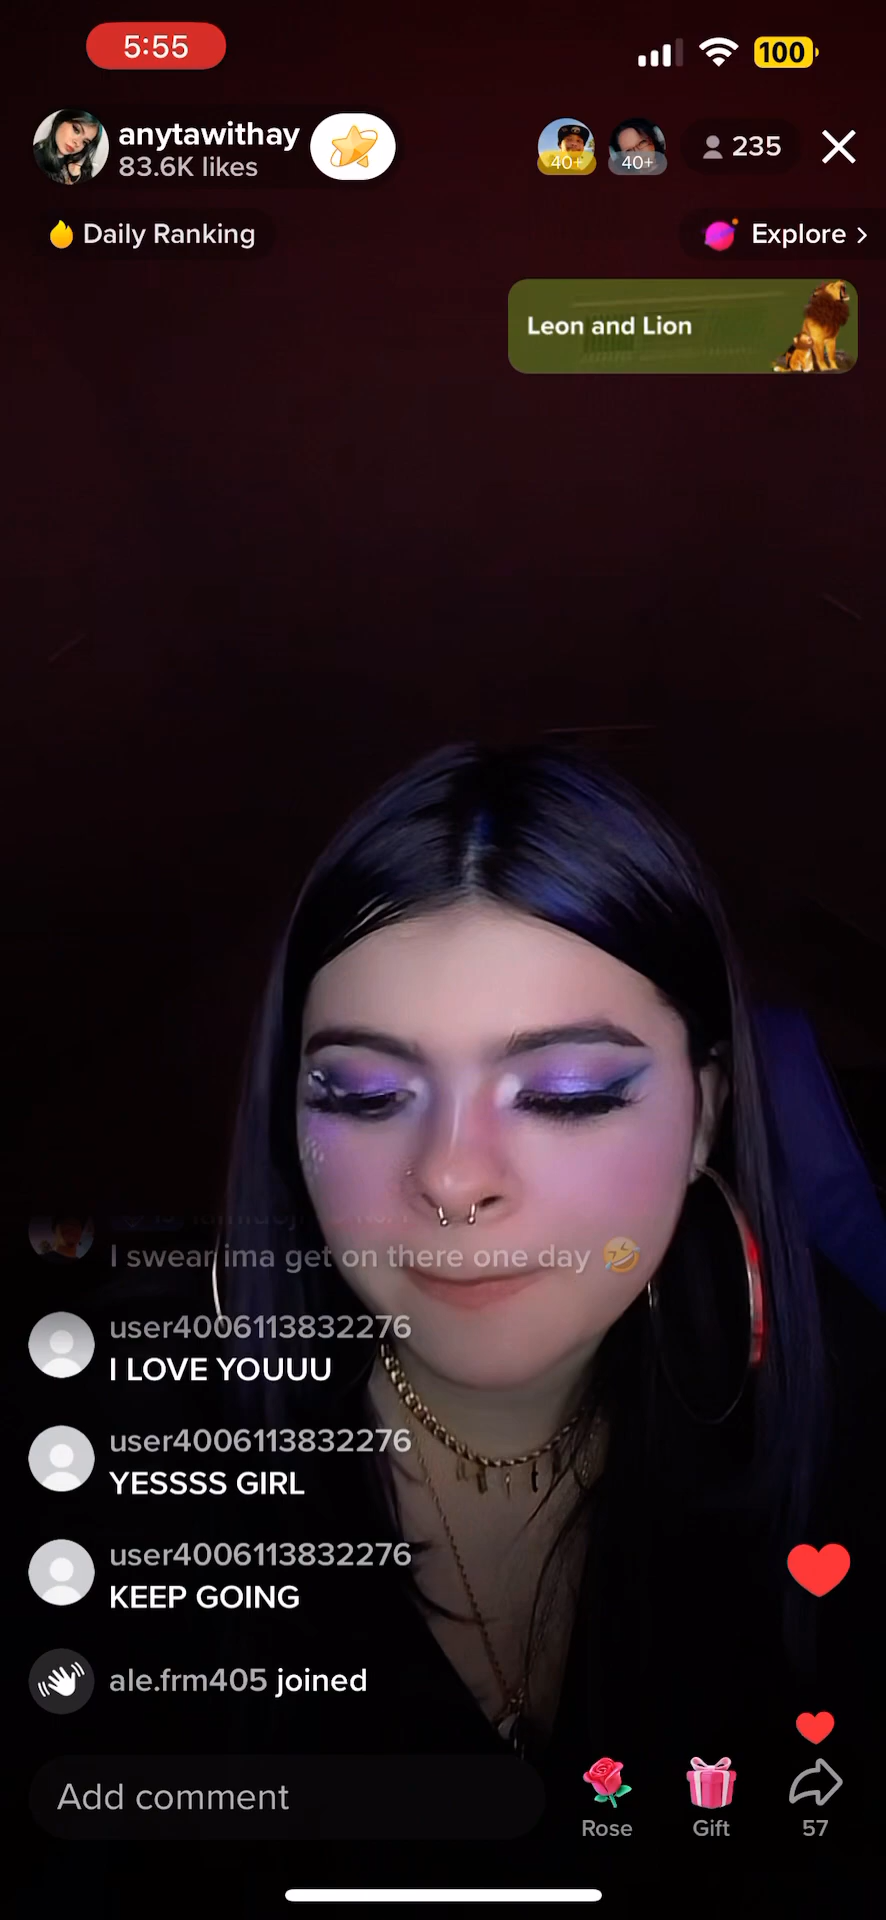 5:55
100
anytawithay
83.6K likes
40+
40+
235
Daily Ranking
Explore >
Leon and Lion
I swear ima get on there one day 🤣
user4006113832276
I LOVE YOUUU
user4006113832276
YESSSS GIRL
user4006113832276
KEEP GOING
ale.frm405 joined
Add comment
Rose
Gift
57